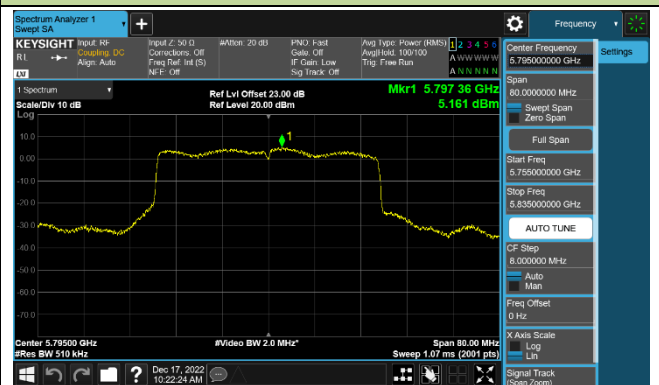 Spectrum Analyzer 1
Swept SA
Frequency
KEYSIGHT
Input: RF
Coupling: DC
Align: Auto
Input Z: 50 Ω
Corrections: Off
Freq Ref: Int (S)
NFE: Off
#Atten: 20 dB
PNO: Fast
Gate: Off
IF Gain: Low
Sig Track: Off
Avg Type: Power (RMS)
Avg|Hold: 100/100
Trig: Free Run
1 2 3 4 5 6
A W W W W W
A N N N N N
RL
LXI
1 Spectrum
Scale/Div 10 dB
Log
Ref Lvl Offset 23.00 dB
Ref Level 20.00 dBm
Mkr1 5.797 36 GHz
5.161 dBm
1
10.0
0.00
-10.0
-20.0
-30.0
-40.0
-50.0
-60.0
-70.0
Center 5.79500 GHz
#Res BW 510 kHz
#Video BW 2.0 MHz*
Span 80.00 MHz
Sweep 1.07 ms (2001 pts)
Dec 17, 2022
10:22:24 AM
Center Frequency
5.795000000 GHz
Settings
Span
80.0000000 MHz
Swept Span
Zero Span
Full Span
Start Freq
5.755000000 GHz
Stop Freq
5.835000000 GHz
AUTO TUNE
CF Step
8.000000 MHz
Auto
Man
Freq Offset
0 Hz
X Axis Scale
Log
Lin
Signal Track
(Span Zoom)